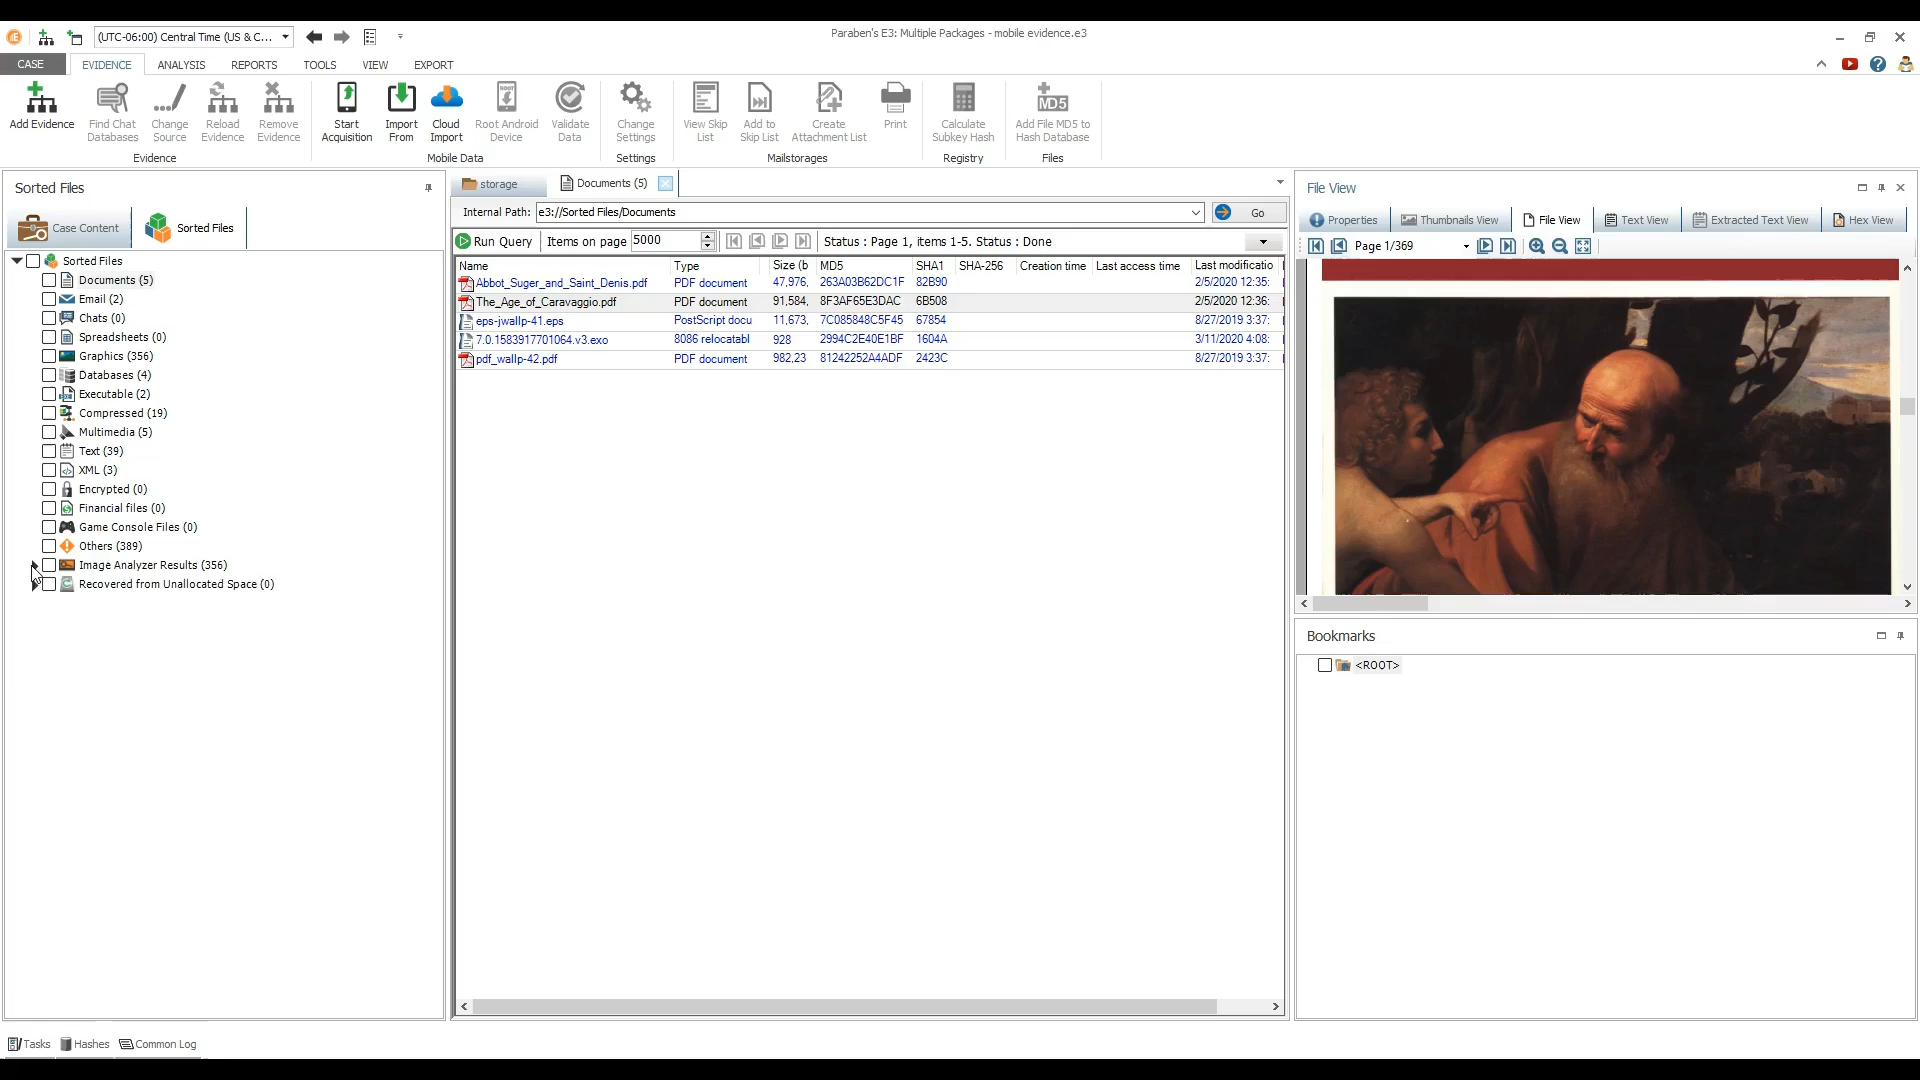 (UTC-06:00) Central Time (US & C...
Paraben's E3: Multiple Packages - mobile evidence.e3
CASE EVIDENCE ANALYSIS REPORTS TOOLS VIEW EXPORT
Add Evidence
Find Chat Databases
Change Source
Reload Evidence
Remove Evidence
Evidence
Start Acquisition
Import From
Cloud Import
ROOT
Root Android Device
Validate Data
Mobile Data
Change Settings
Settings
View Skip List
Add to Skip List
Create Attachment List
Print
Mailstorages
Calculate Subkey Hash
Registry
MD5
Add File MD5 to Hash Database
Files
Sorted Files
Case Content
Sorted Files
Sorted Files
Documents (5)
Email (2)
Chats (0)
Spreadsheets (0)
Graphics (356)
Databases (4)
Executable (2)
Compressed (19)
Multimedia (5)
Text (39)
XML (3)
Encrypted (0)
Financial files (0)
Game Console Files (0)
Others (389)
Image Analyzer Results (356)
Recovered from Unallocated Space (0)
storage
Documents (5)
Internal Path: e3://Sorted Files/Documents Go
Run Query Items on page 5000 Status : Page 1, items 1-5. Status : Done
Name Type Size (b MD5 SHA1 SHA-256 Creation time Last access time Last modificatio
Abbot_Suger_and_Saint_Denis.pdf PDF document 47,976, 263A03B62DC1F 82B90 2/5/2020 12:35:
The_Age_of_Caravaggio.pdf PDF document 91,584, 8F3AF65E3DAC 6B508 2/5/2020 12:36:
eps-jwallp-41.eps PostScript docu 11,673, 7C085848C5F45 67854 8/27/2019 3:37:
7.0.1583917701064.v3.exo 8086 relocatabl 928 2994C2E40E1BF 1604A 3/11/2020 4:08:
pdf_wallp-42.pdf PDF document 982,23 81242252A4ADF 2423C 8/27/2019 3:37:
File View
Properties Thumbnails View File View Text View Extracted Text View Hex View
Page 1/369
Bookmarks
<ROOT>
Tasks Hashes Common Log